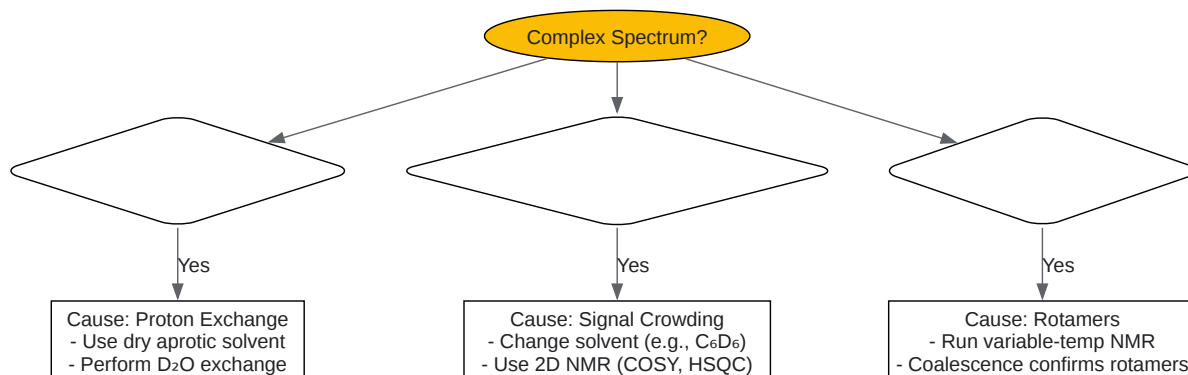 Complex Spectrum?
Yes
Yes
Yes
Cause: Proton Exchange
- Use dry aprotic solvent
- Perform D₂O exchange
Cause: Signal Crowding
- Change solvent (e.g., C₆D₆)
- Use 2D NMR (COSY, HSQC)
Cause: Rotamers
- Run variable-temp NMR
- Coalescence confirms rotamers